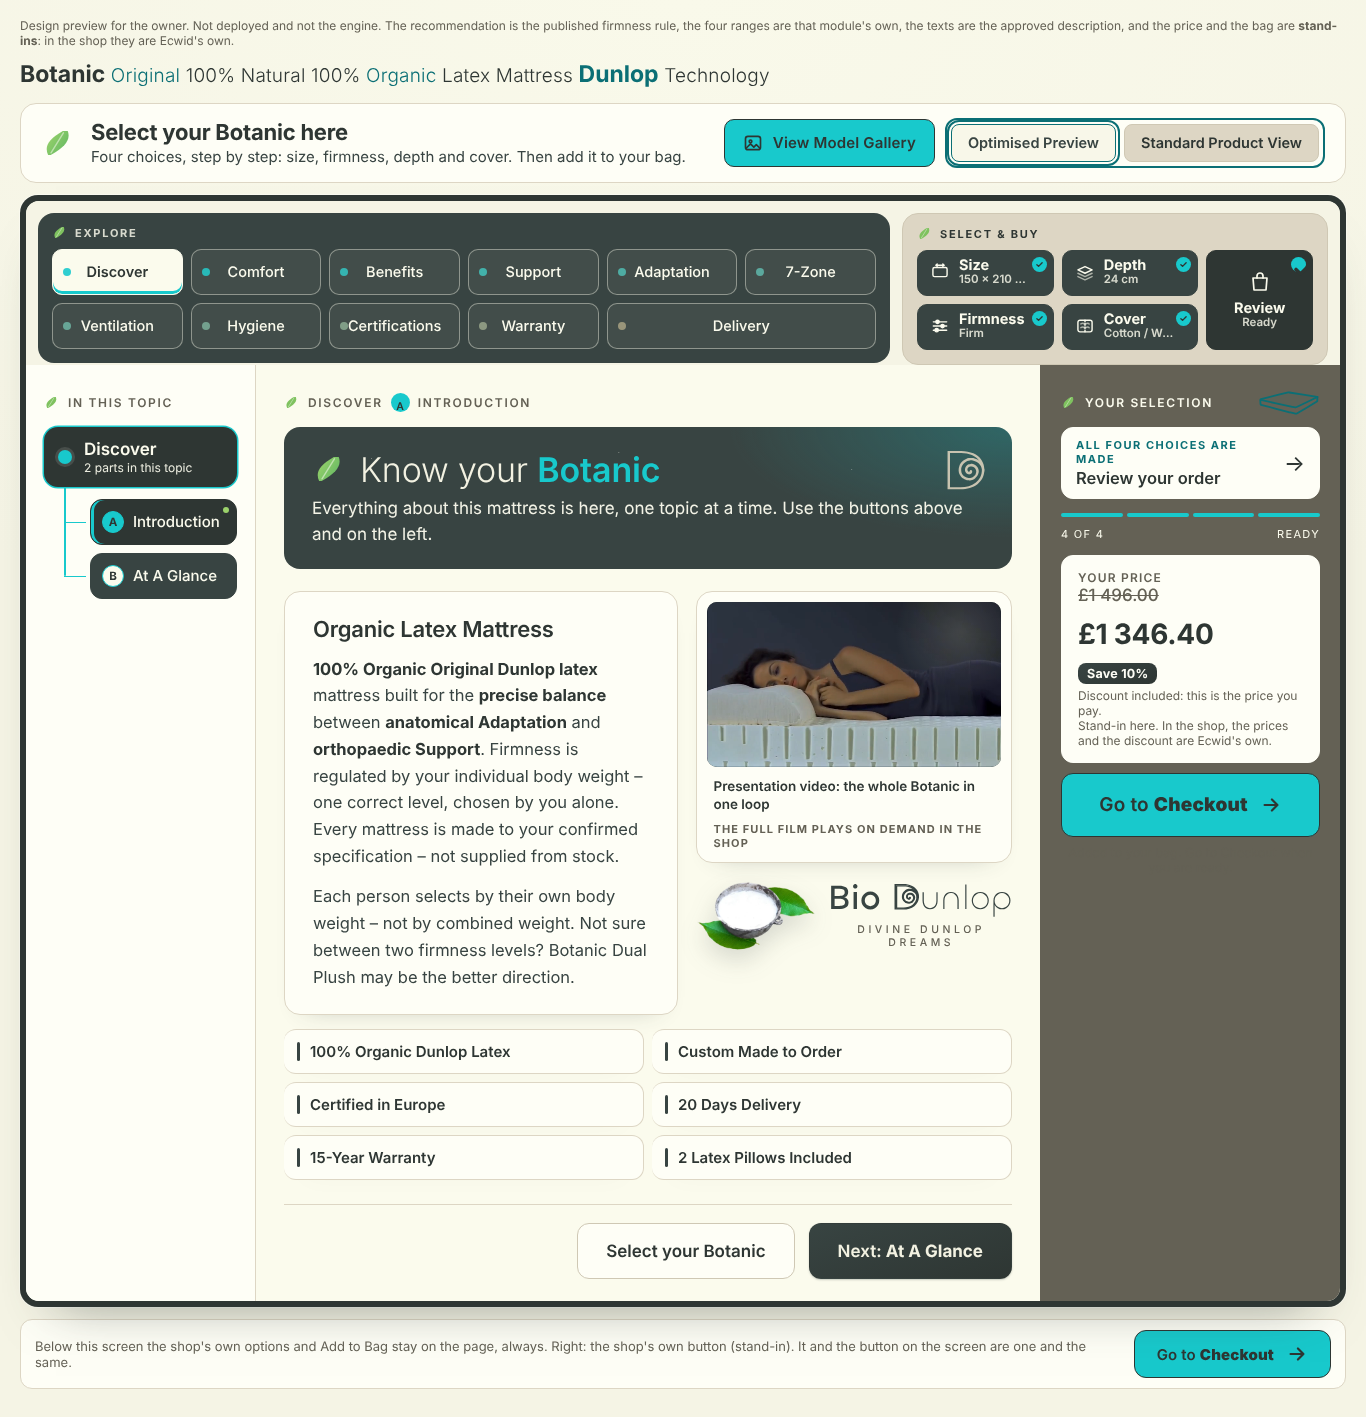 Design preview for the owner. Not deployed and not the engine. The recommendation is the published firmness rule, the four ranges are that module's own, the texts are the approved description, and the price and the bag are stand-
ins: in the shop they are Ecwid's own.
Botanic Original 100% Natural 100% Organic Latex Mattress Dunlop Technology
Select your Botanic here
Four choices, step by step: size, firmness, depth and cover. Then add it to your bag.
View Model Gallery
Optimised Preview
Standard Product View
EXPLORE
Discover
Comfort
Benefits
Support
Adaptation
7-Zone
Ventilation
Hygiene
Certifications
Warranty
Delivery
SELECT & BUY
Size
150 × 210 ...
Depth
24 cm
Firmness
Firm
Cover
Cotton / W...
Review
Ready
IN THIS TOPIC
Discover
2 parts in this topic
A Introduction
B At A Glance
DISCOVER A INTRODUCTION
Know your Botanic
Everything about this mattress is here, one topic at a time. Use the buttons above
and on the left.
Organic Latex Mattress
100% Organic Original Dunlop latex
mattress built for the precise balance
between anatomical Adaptation and
orthopaedic Support. Firmness is
regulated by your individual body weight –
one correct level, chosen by you alone.
Every mattress is made to your confirmed
specification – not supplied from stock.
Each person selects by their own body
weight – not by combined weight. Not sure
between two firmness levels? Botanic Dual
Plush may be the better direction.
Presentation video: the whole Botanic in
one loop
THE FULL FILM PLAYS ON DEMAND IN THE
SHOP
Bio Dunlop
DIVINE DUNLOP
DREAMS
100% Organic Dunlop Latex
Custom Made to Order
Certified in Europe
20 Days Delivery
15-Year Warranty
2 Latex Pillows Included
Select your Botanic
Next: At A Glance
YOUR SELECTION
ALL FOUR CHOICES ARE
MADE
Review your order
4 OF 4
READY
YOUR PRICE
£1 496.00
£1 346.40
Save 10%
Discount included: this is the price you
pay.
Stand-in here. In the shop, the prices
and the discount are Ecwid's own.
Go to Checkout
Below this screen the shop's own options and Add to Bag stay on the page, always. Right: the shop's own button (stand-in). It and the button on the screen are one and the
same.
Go to Checkout